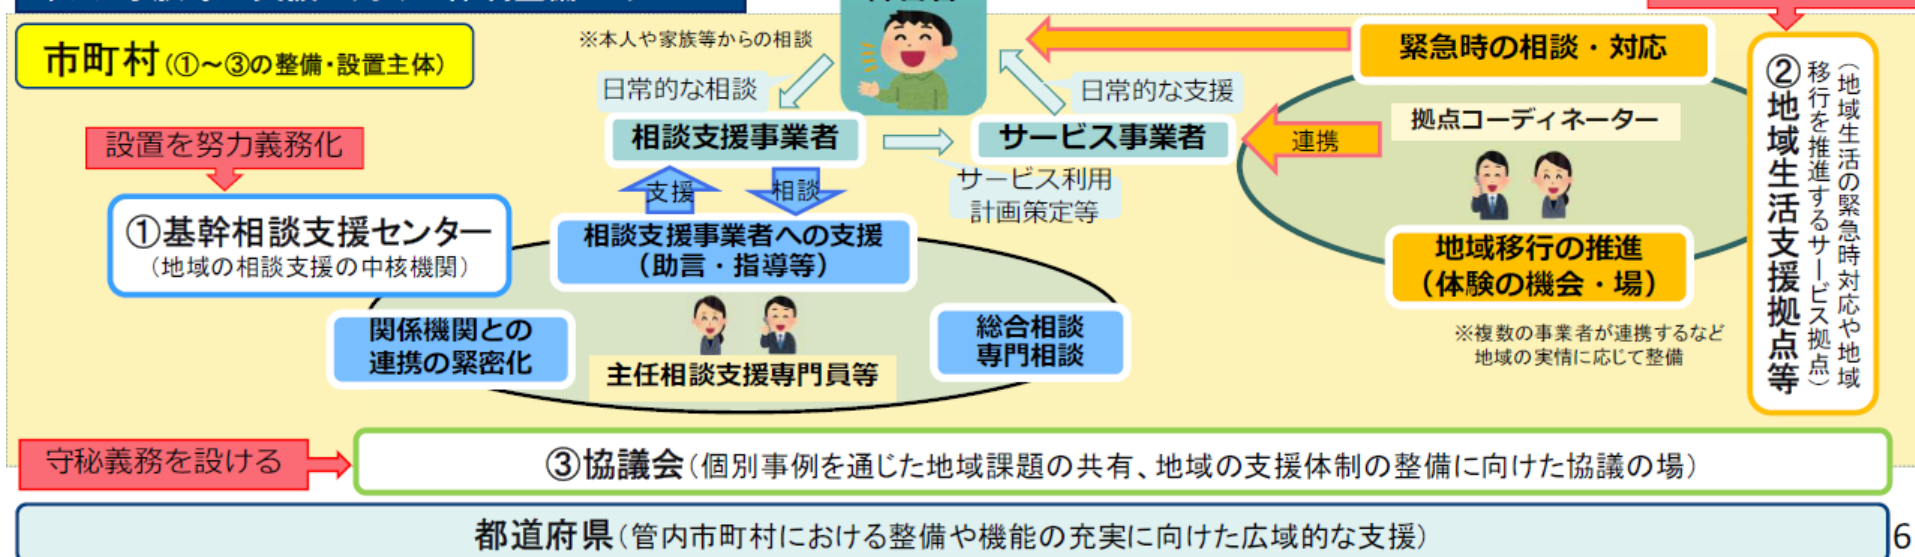 市町村(①~③の整備・設置主体)
※本人や家族等からの相談
日常的な相談
日常的な支援
緊急時の相談・対応
設置を努力義務化
相談支援事業者
サービス事業者
連携
拠点コーディネーター
サービス利用
計画策定等
支援
相談
①基幹相談支援センター
(地域の相談支援の中核機関)
相談支援事業者への支援
(助言・指導等)
関係機関との
連携の緊密化
主任相談支援専門員等
総合相談
専門相談
地域移行の推進
(体験の機会・場)
※複数の事業者が連携するなど
地域の実情に応じて整備
②地域生活支援拠点等
(地域生活の緊急時対応や地域
移行を推進するサービス拠点)
守秘義務を設ける
③協議会(個別事例を通じた地域課題の共有、地域の支援体制の整備に向けた協議の場)
都道府県(管内市町村における整備や機能の充実に向けた広域的な支援)
6